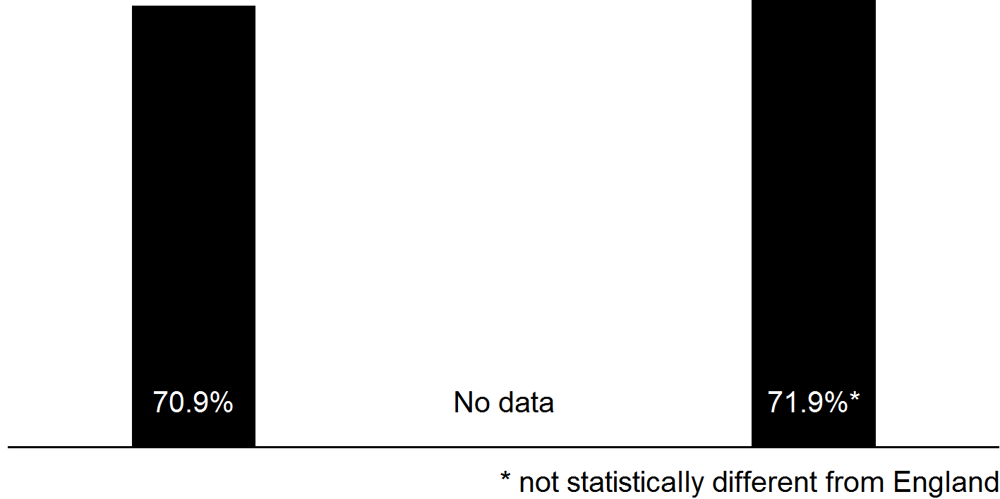 70.9% No data 71.9%*
* not statistically different from England